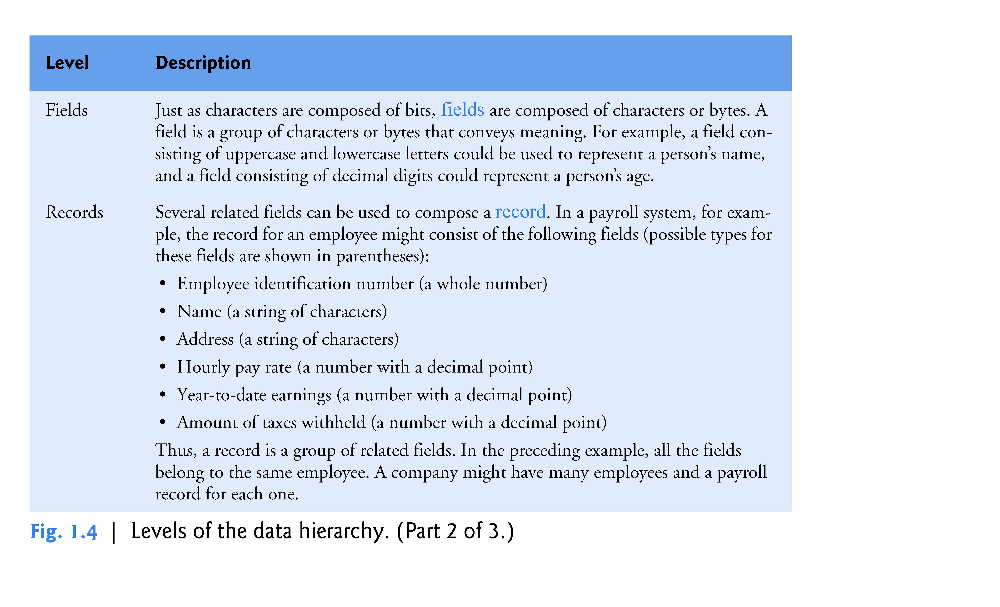 Level Description
Fields Just as characters are composed of bits, fields are composed of characters or bytes. A
field is a group of characters or bytes that conveys meaning. For example, a field con-
sisting of uppercase and lowercase letters could be used to represent a person’s name,
and a field consisting of decimal digits could represent a person’s age.
Records Several related fields can be used to compose a record. In a payroll system, for exam-
ple, the record for an employee might consist of the following fields (possible types for
these fields are shown in parentheses):
• Employee identification number (a whole number)
• Name (a string of characters)
• Address (a string of characters)
• Hourly pay rate (a number with a decimal point)
• Year-to-date earnings (a number with a decimal point)
• Amount of taxes withheld (a number with a decimal point)
Thus, a record is a group of related fields. In the preceding example, all the fields
belong to the same employee. A company might have many employees and a payroll
record for each one.
Fig. 1.4 | Levels of the data hierarchy. (Part 2 of 3.)